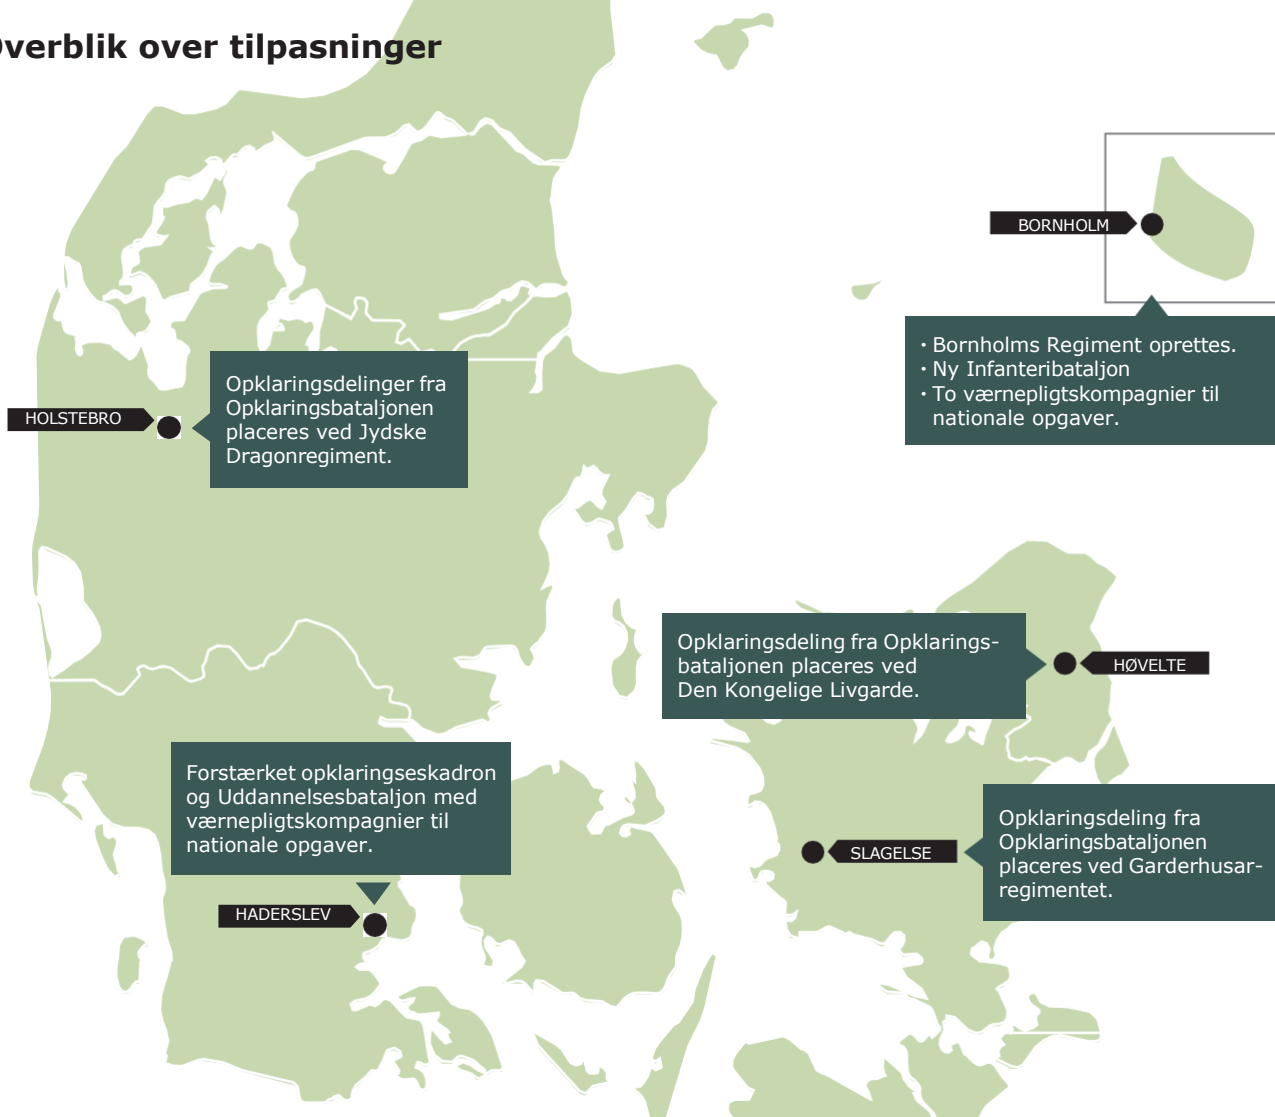 Overblik over tilpasninger
BORNHOLM
· Bornholms Regiment oprettes.
· Ny Infanteribataljon
· To værnepligtskompagnier til
nationale opgaver.
HOLSTEBRO
Opklaringsdelinger fra
Opklaringsbataljonen
placeres ved Jydske
Dragonregiment.
Opklaringsdeling fra Opklarings-
bataljonen placeres ved
Den Kongelige Livgarde.
HØVELTE
Forstærket opklaringseskadron
og Uddannelsesbataljon med
værnepligtskompagnier til
nationale opgaver.
HADERSLEV
SLAGELSE
Opklaringsdeling fra
Opklaringsbataljonen
placeres ved Garderhusar-
regimentet.